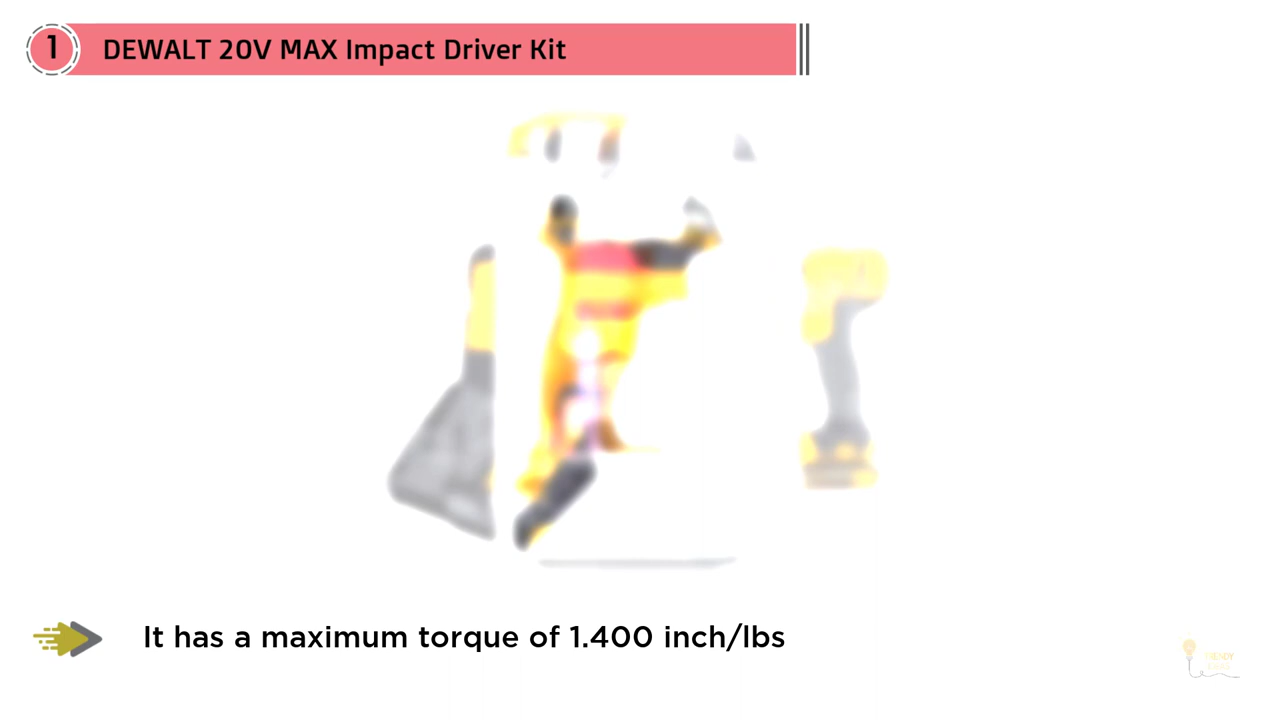 1
DEWALT 20V MAX Impact Driver Kit
It has a maximum torque of 1.400 inch/lbs